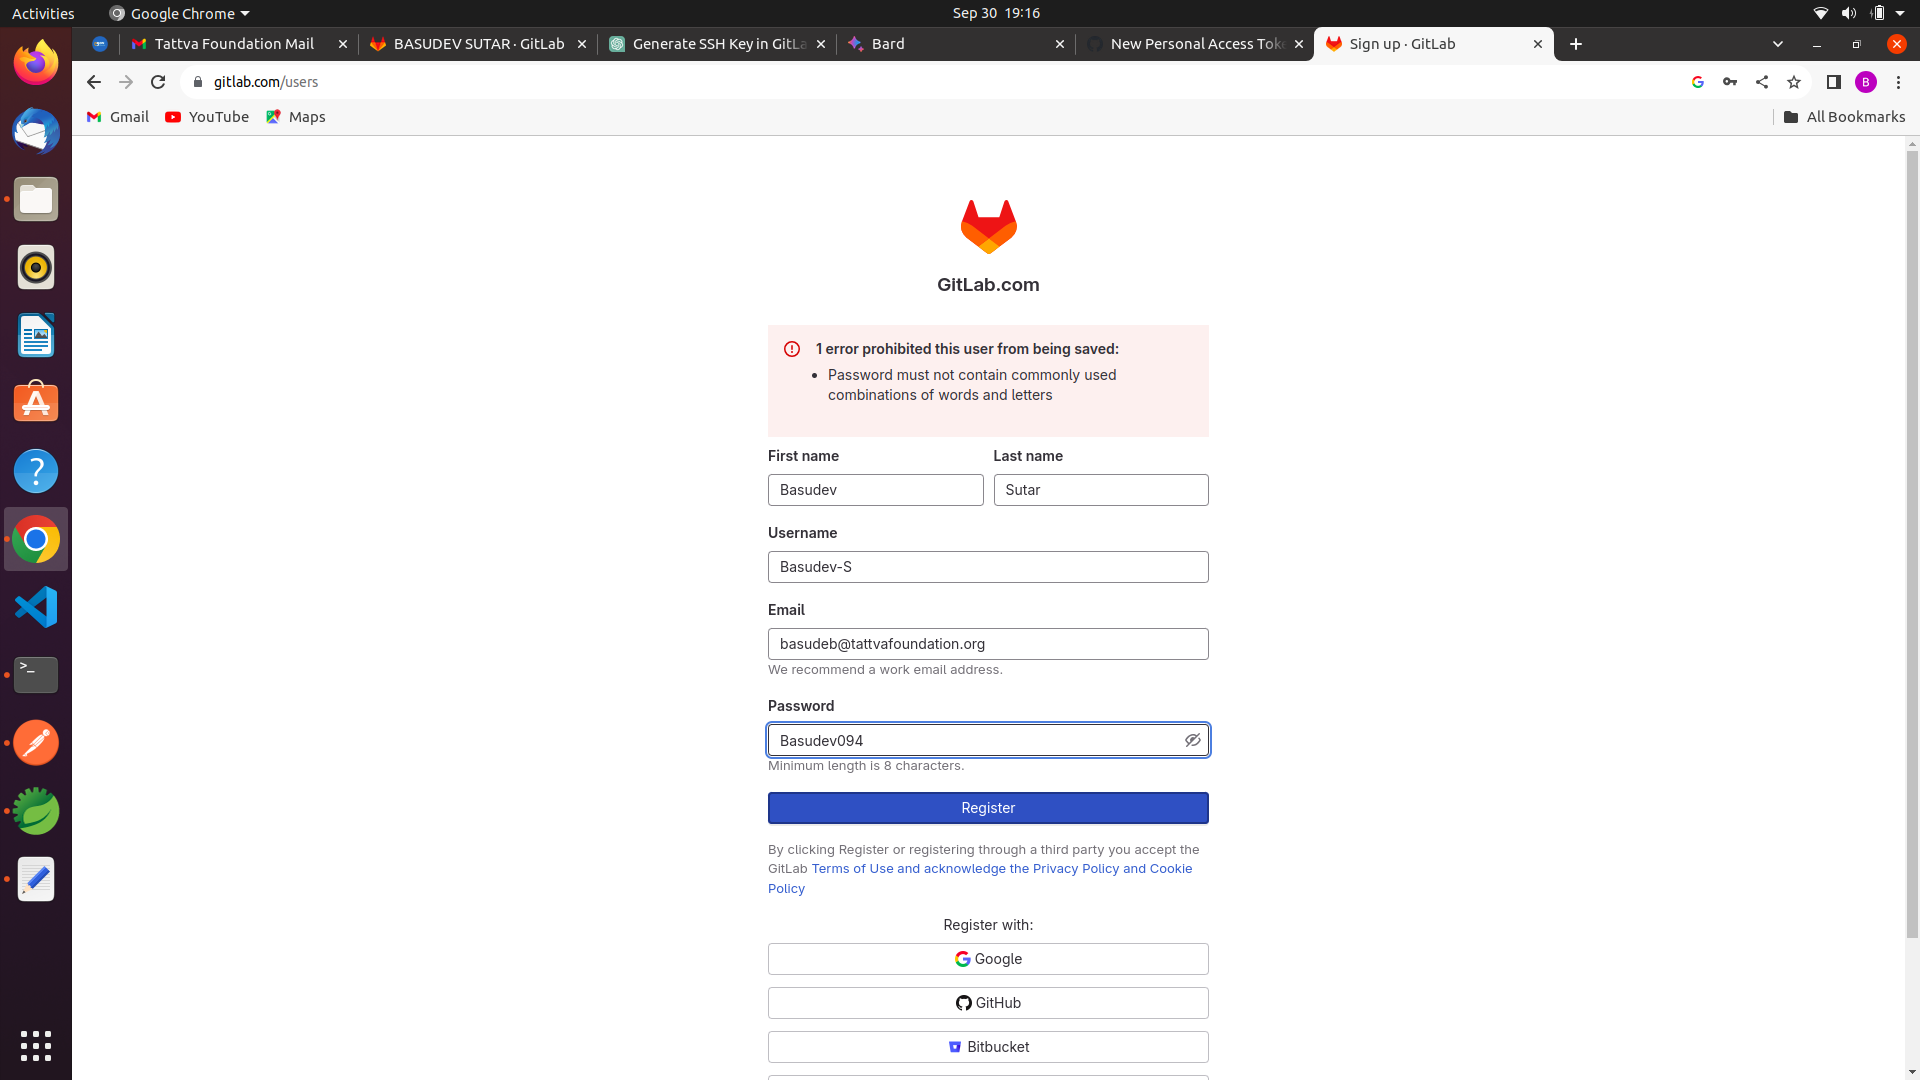 Activities
Google Chrome
Sep 30 19:16
Tattva Foundation Mail
BASUDEV SUTAR · GitLab
Generate SSH Key in GitLa
Bard
New Personal Access Toke
Sign up · GitLab
gitlab.com/users
B
Gmail
YouTube
Maps
All Bookmarks
GitLab.com
1 error prohibited this user from being saved:
• Password must not contain commonly used
combinations of words and letters
First name
Last name
Basudev
Sutar
Username
Basudev-S
Email
basudeb@tattvafoundation.org
We recommend a work email address.
Password
Basudev094
Minimum length is 8 characters.
Register
By clicking Register or registering through a third party you accept the
GitLab Terms of Use and acknowledge the Privacy Policy and Cookie
Policy
Register with:
Google
GitHub
Bitbucket